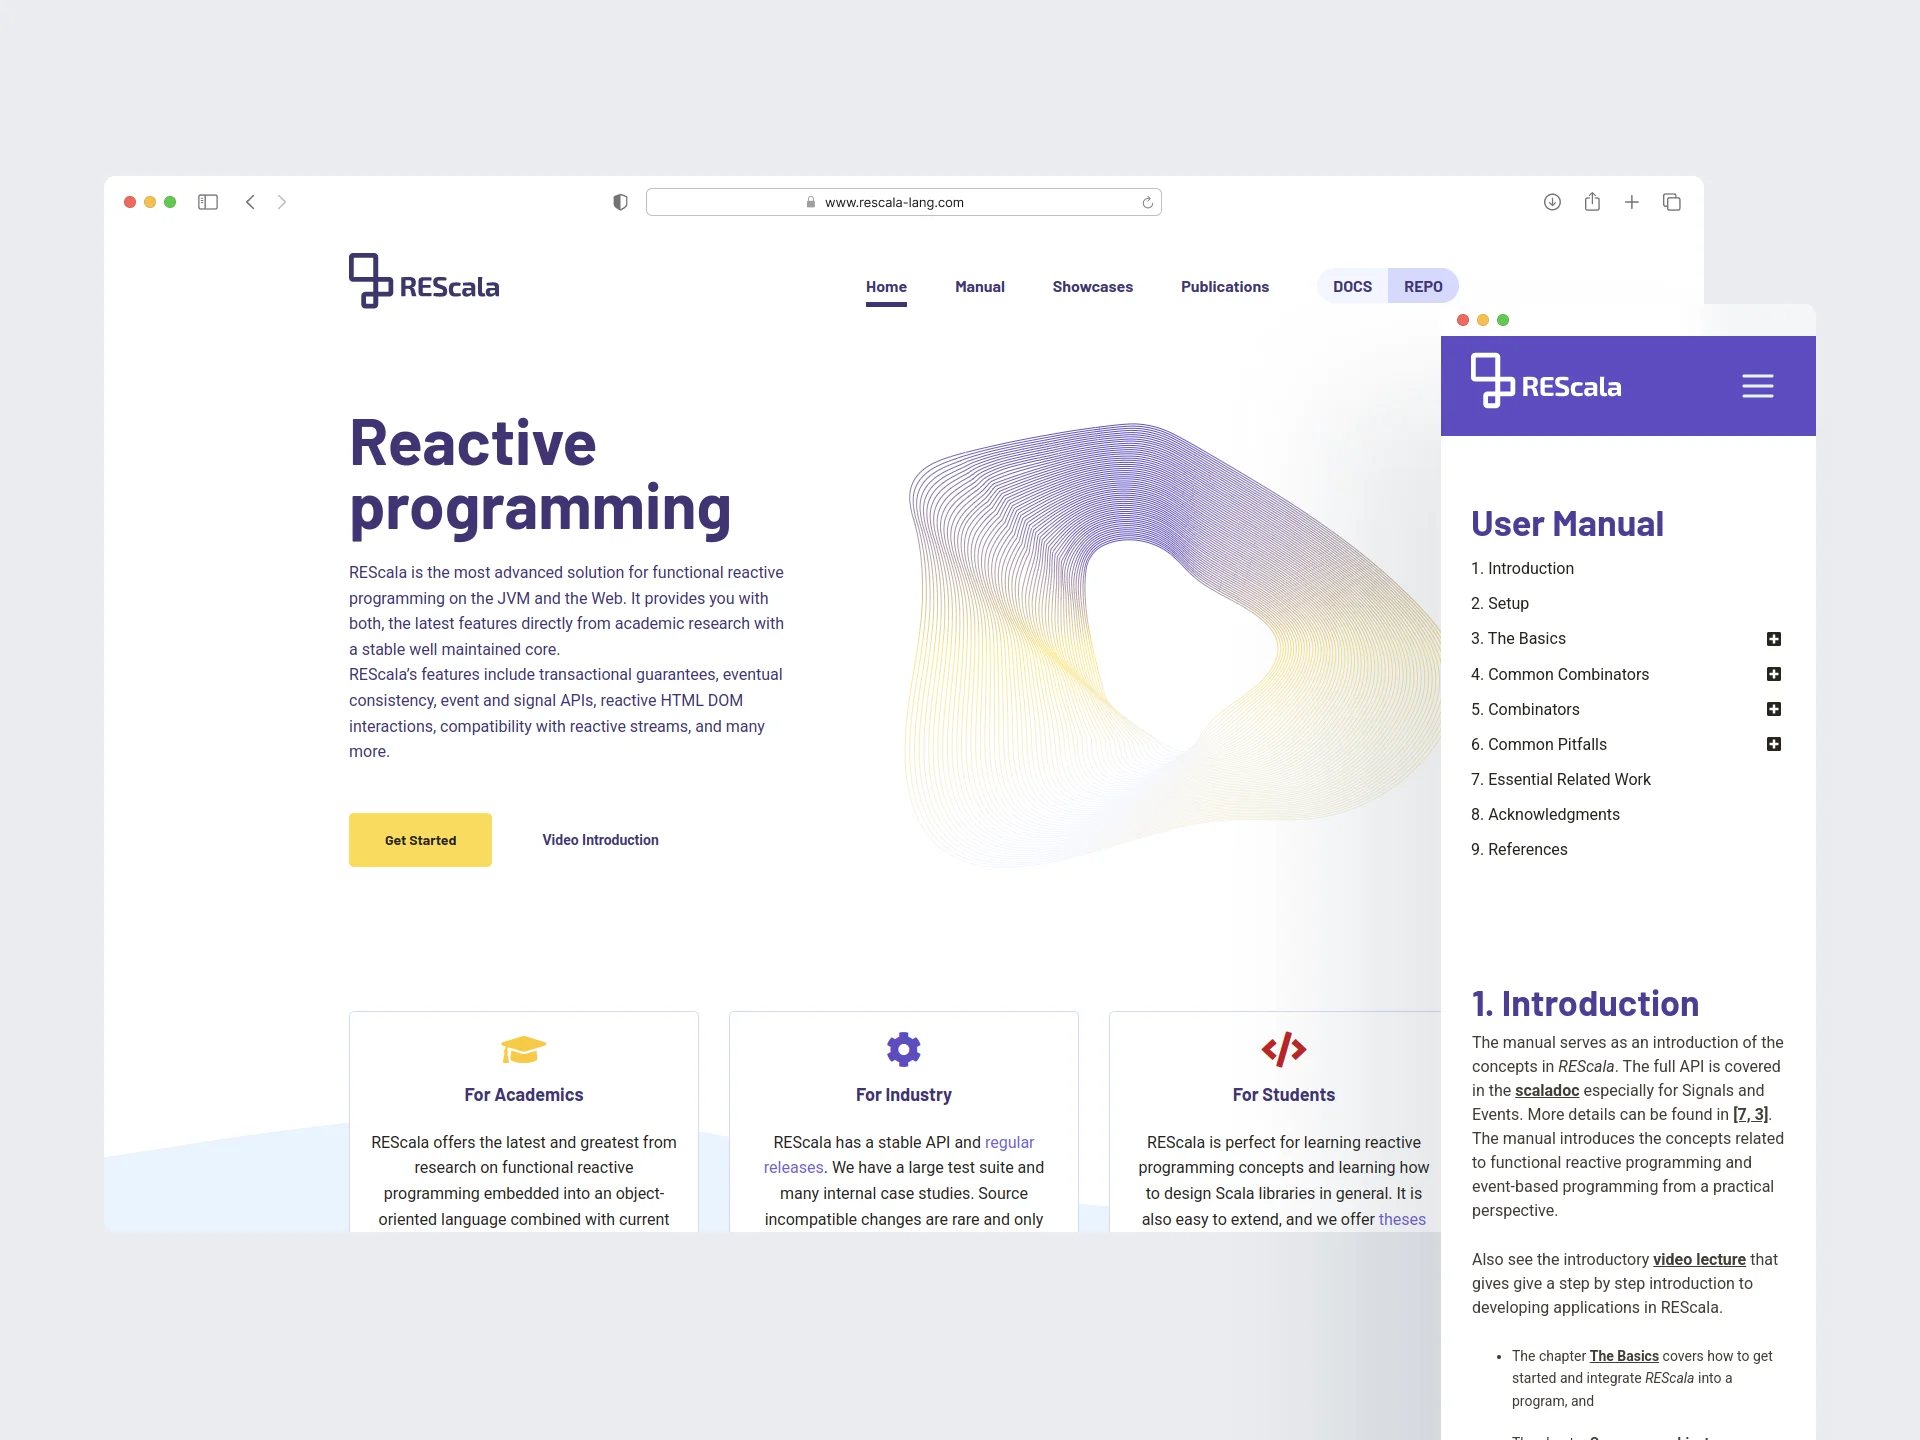 www.rescala-lang.com
REScala
Home
Manual
Showcases
Publications
DOCS
REPO
Reactive
programming
REScala is the most advanced solution for functional reactive
programming on the JVM and the Web. It provides you with
both, the latest features directly from academic research with
a stable well maintained core.
REScala’s features include transactional guarantees, eventual
consistency, event and signal APIs, reactive HTML DOM
interactions, compatibility with reactive streams, and many
more.
Get Started
Video Introduction
For Academics
REScala offers the latest and greatest from
research on functional reactive
programming embedded into an object-
oriented language combined with current
For Industry
REScala has a stable API and regular
releases. We have a large test suite and
many internal case studies. Source
incompatible changes are rare and only
For Students
REScala is perfect for learning reactive
programming concepts and learning how
to design Scala libraries in general. It is
also easy to extend, and we offer theses
REScala
User Manual
1. Introduction
2. Setup
3. The Basics
4. Common Combinators
5. Combinators
6. Common Pitfalls
7. Essential Related Work
8. Acknowledgments
9. References
1. Introduction
The manual serves as an introduction of the
concepts in REScala. The full API is covered
in the scaladoc especially for Signals and
Events. More details can be found in [7, 3].
The manual introduces the concepts related
to functional reactive programming and
event-based programming from a practical
perspective.
Also see the introductory video lecture that
gives give a step by step introduction to
developing applications in REScala.
• The chapter The Basics covers how to get
started and integrate REScala into a
program, and